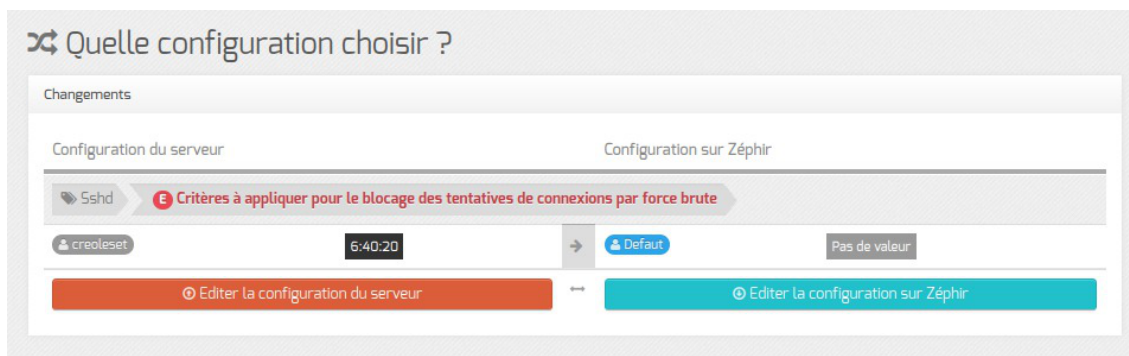 Quelle configuration choisir ?
Changements
Configuration du serveur Configuration sur Zéphir
Sshd E Critères à appliquer pour le blocage des tentatives de connexions par force brute
creoleset 6:40:20 Defaut Pas de valeur
Editer la configuration du serveur Editer la configuration sur Zéphir